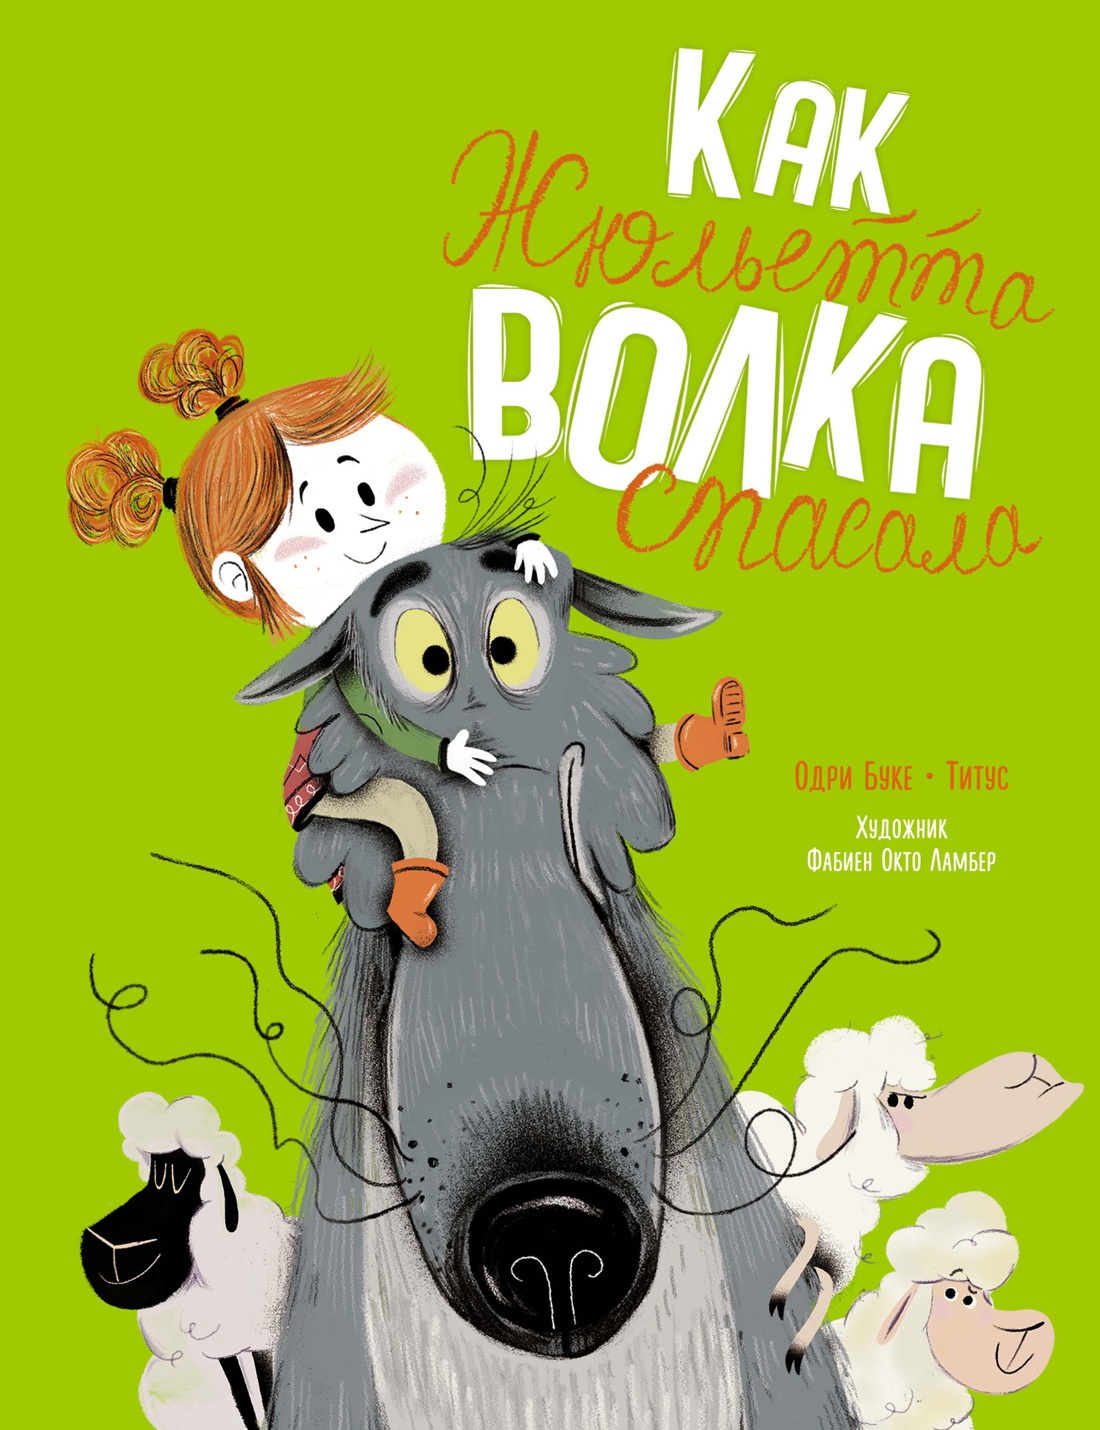 Как
Жюльетта
ВОЛКА
спасала
Одри Буке • Титус
Художник
Фабиен Окто Ламбер